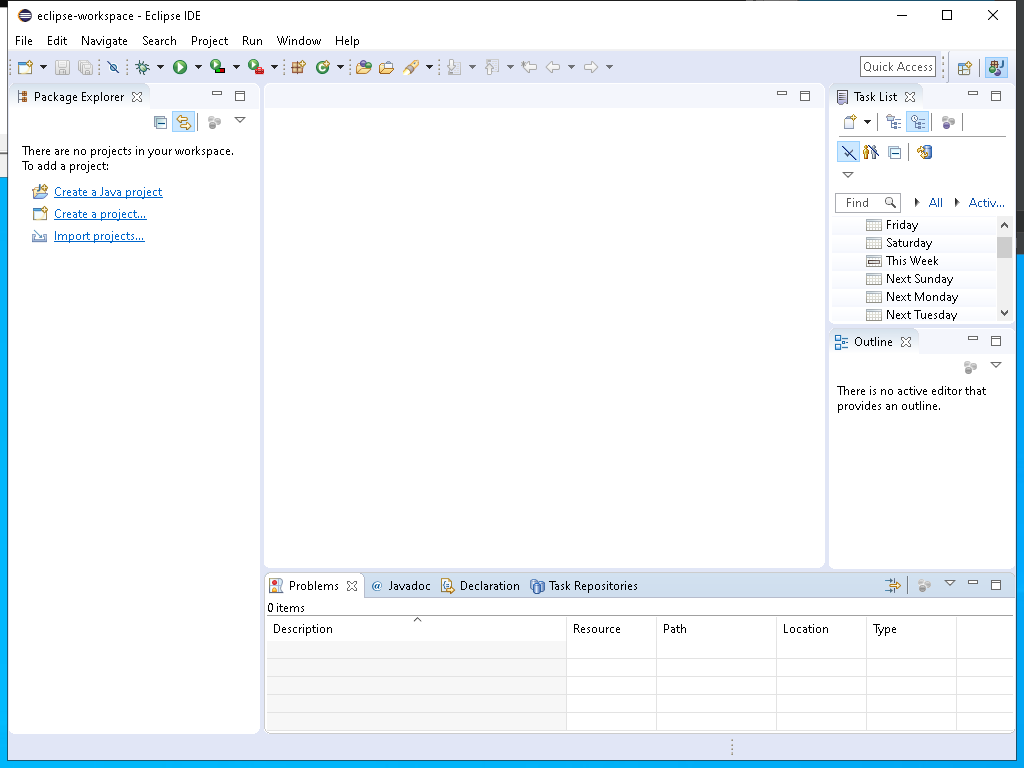 eclipse-workspace - Eclipse IDE
File Edit Navigate Search Project Run Window Help
Quick Access
Package Explorer
There are no projects in your workspace.
To add a project:
Create a Java project
Create a project...
Import projects...
Task List
Find All Activ...
Friday
Saturday
This Week
Next Sunday
Next Monday
Next Tuesday
Outline
There is no active editor that
provides an outline.
Problems @ Javadoc Declaration Task Repositories
0 items
Description Resource Path Location Type